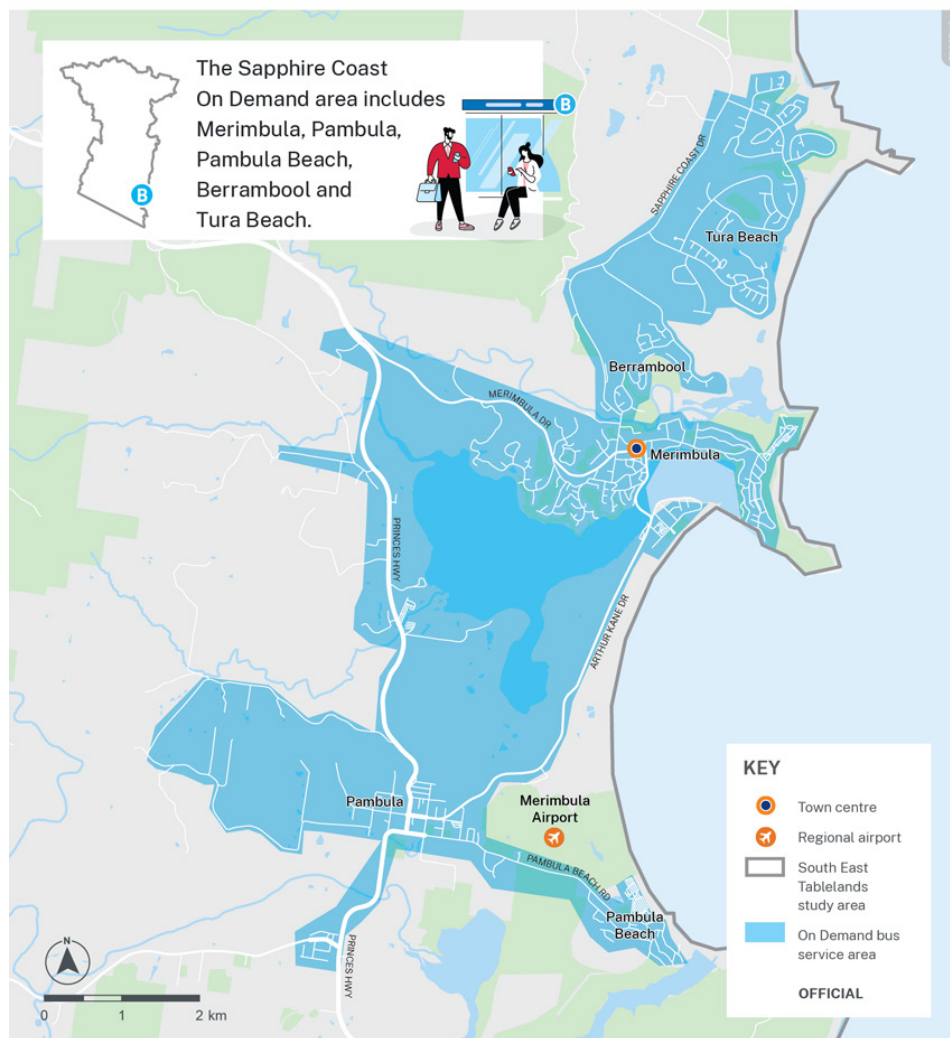 The Sapphire Coast
On Demand area includes
Merimbula, Pambula,
Pambula Beach,
Berrambool and
Tura Beach.
B
B
SAPPHIRE COAST DR
Tura Beach
Berrambool
MERIMBULA DR
Merimbula
PRINCES HWY
ARTHUR KANE DR
Pambula
Merimbula
Airport
PAMBULA BEACH RD
Pambula
Beach
PRINCES HWY
N
0 1 2 km
KEY
Town centre
Regional airport
South East
Tablelands
study area
On Demand bus
service area
OFFICIAL